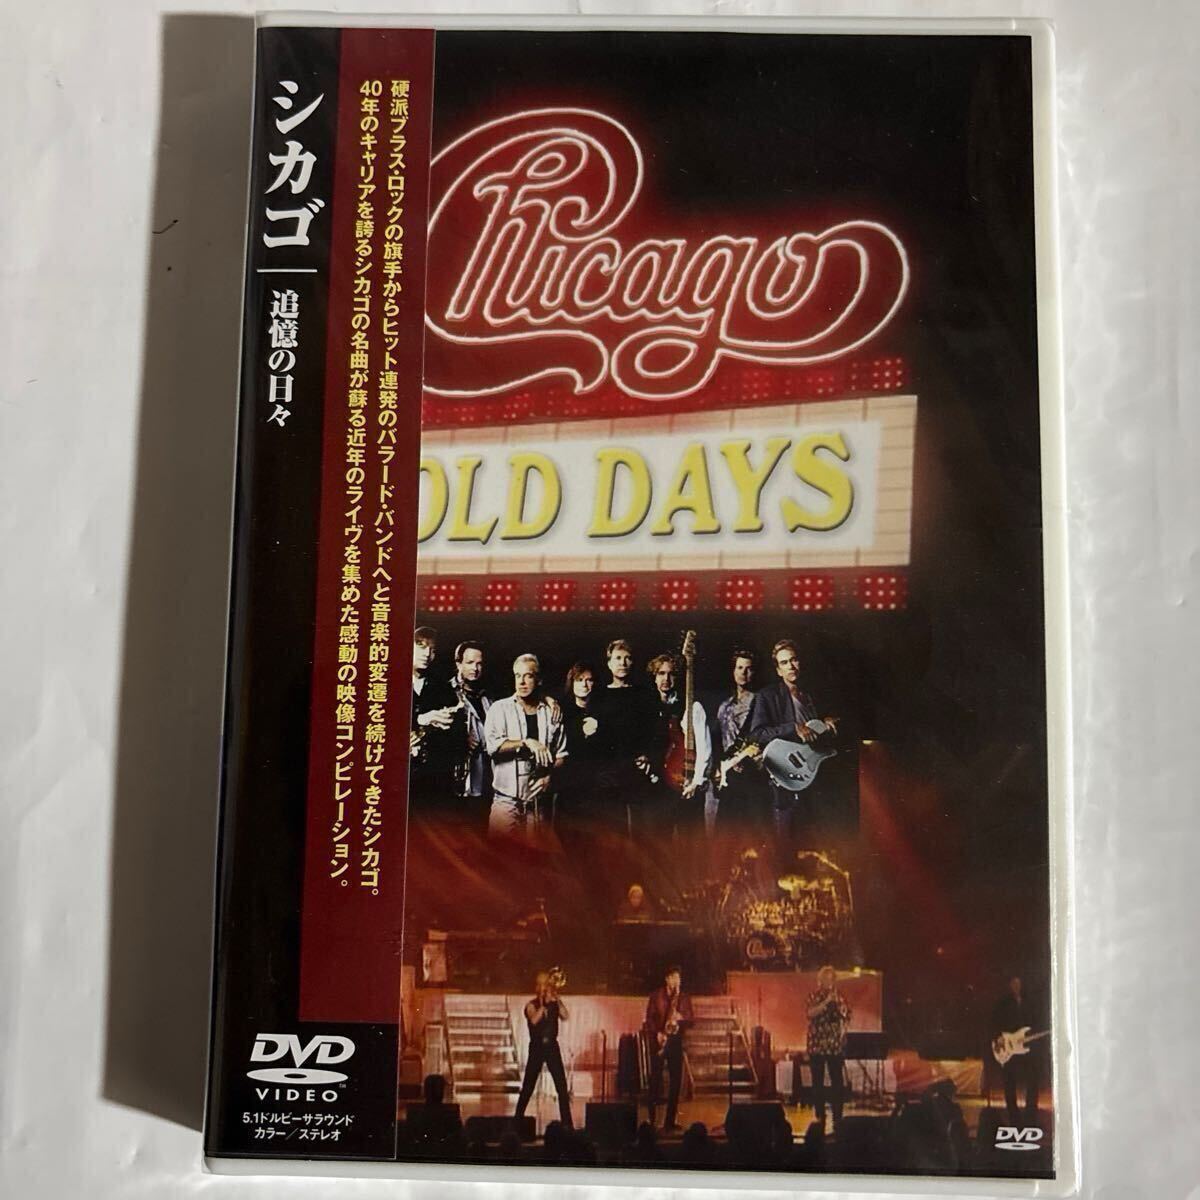 シカゴ
追憶の日々
硬派ブラス・ロックの旗手からヒット連発のバラード・バンドへと音楽的変遷を続けてきたシカゴ。
40年のキャリアを誇るシカゴの名曲が蘇る近年のライヴを集めた感動の映像コンピレーション。
DVD
VIDEO
TM
5.1ドルビーサラウンド
カラー／ステレオ
Chicago
OLD DAYS
DVD